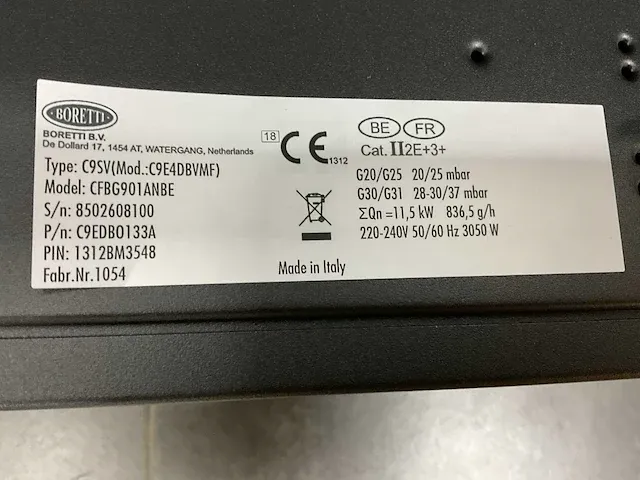 BORETTI
BORETTI B.V.
De Dollard 17, 1454 AT, WATERGANG, Netherlands
Type: C9SV(Mod.:C9E4DBVMF)
Model: CFBG901ANBE
S/n: 8502608100
P/n: C9EDBO133A
PIN: 1312BM3548
Fabr.Nr.1054
18 CE 1312
Made in Italy
BE FR
Cat. II2E+3+
G20/G25 20/25 mbar
G30/G31 28-30/37 mbar
ΣQn =11,5 kW 836,5 g/h
220-240V 50/60 Hz 3050 W